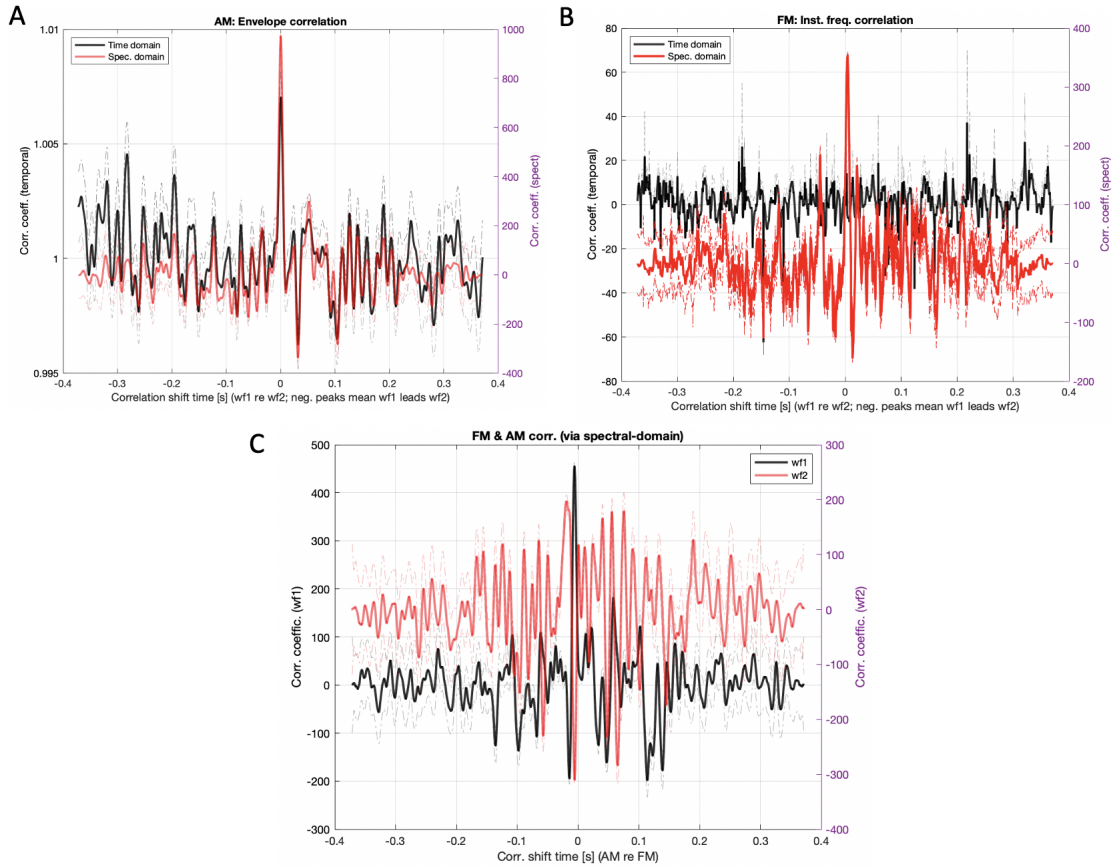 A
AM: Envelope correlation
Time domain
Spec. domain
1.01
1.005
1
0.995
Corr. coeff. (temporal)
1000
800
600
400
200
0
-200
-400
Corr. coeff. (spect)
-0.4 -0.3 -0.2 -0.1 0 0.1 0.2 0.3 0.4
Correlation shift time [s] (wf1 re wf2; neg. peaks mean wf1 leads wf2)
B
FM: Inst. freq. correlation
Time domain
Spec. domain
80
60
40
20
0
-20
-40
-60
-80
Corr. coeff. (temporal)
400
300
200
100
0
-100
-200
Corr. coeff. (spect)
-0.4 -0.3 -0.2 -0.1 0 0.1 0.2 0.3 0.4
Correlation shift time [s] (wf1 re wf2; neg. peaks mean wf1 leads wf2)
C
FM & AM corr. (via spectral-domain)
wf1
wf2
500
400
300
200
100
0
-100
-200
-300
Corr. coeffic. (wf1)
300
200
100
0
-100
-200
-300
-400
Corr. coeffic. (wf2)
-0.4 -0.3 -0.2 -0.1 0 0.1 0.2 0.3 0.4
Corr. shift time [s] (AM re FM)